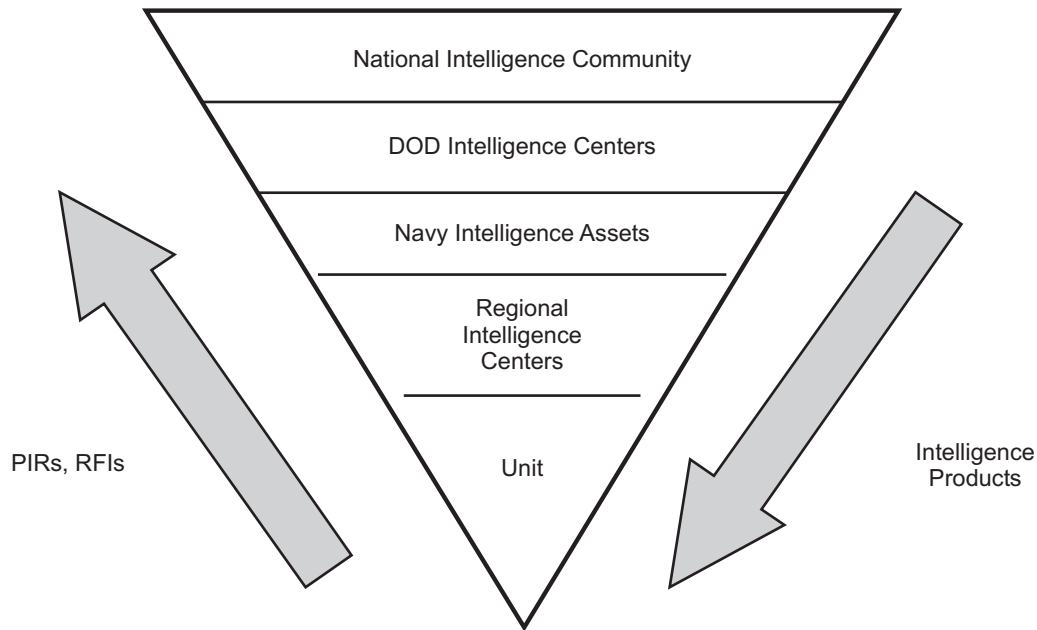 National Intelligence Community
DOD Intelligence Centers
Navy Intelligence Assets
Regional
Intelligence
Centers
PIRs, RFIs
Unit
Intelligence
Products